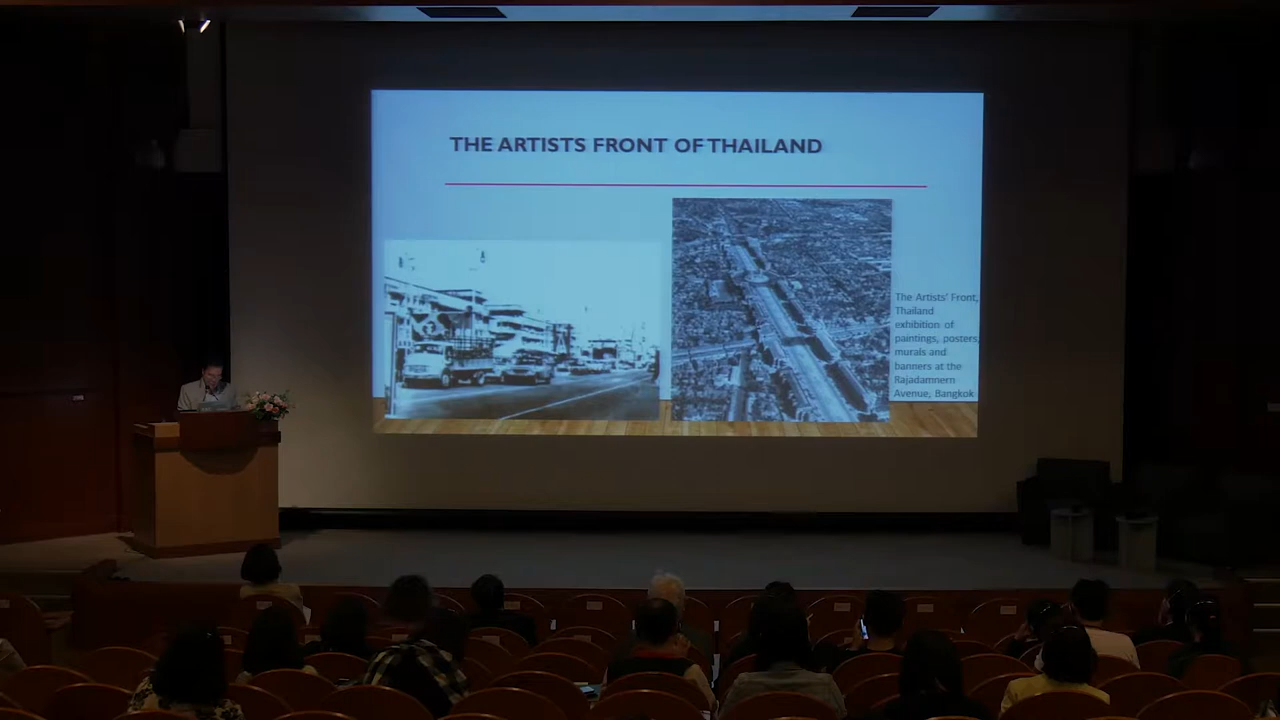 THE ARTISTS FRONT OF THAILAND
The Artists' Front,
Thailand
exhibition of
paintings, posters,
murals and
banners at the
Rajadamnern
Avenue, Bangkok